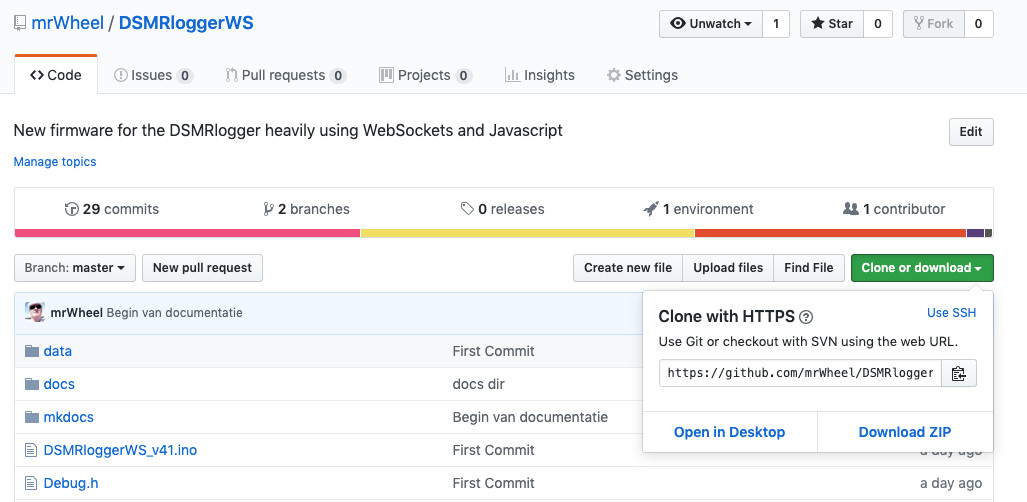 mrWheel / DSMRloggerWS
Unwatch 1 Star 0 Fork 0
Code Issues 0 Pull requests 0 Projects 0 Insights Settings
New firmware for the DSMRlogger heavily using WebSockets and Javascript
Edit
Manage topics
29 commits 2 branches 0 releases 1 environment 1 contributor
Branch: master New pull request Create new file Upload files Find File Clone or download
mrWheel Begin van documentatie
Clone with HTTPS Use SSH
Use Git or checkout with SVN using the web URL.
https://github.com/mrWheel/DSMRlogger
Open in Desktop Download ZIP
data First Commit
docs docs dir
mkdocs Begin van documentatie
DSMRloggerWS_v41.ino First Commit a day ago
Debug.h First Commit a day ago